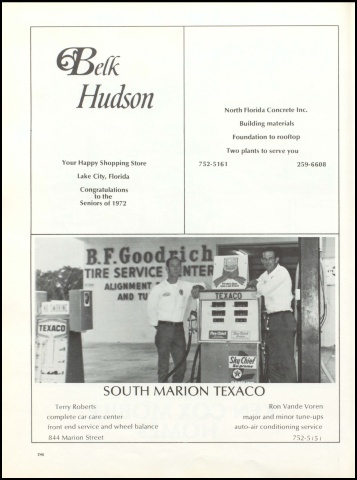 Belk
Hudson
Your Happy Shopping Store
Lake City, Florida
Congratulations
to the
Seniors of 1972
North Florida Concrete Inc.
Building materials
Foundation to rooftop
Two plants to serve you
752-5161 259-6608
B.F.Goodrich
TIRE SERVICE CENTER
ALIGNMENT
AND TU
TEXACO
TEXACO
Sky Chief
Supreme
SOUTH MARION TEXACO
Terry Roberts
complete car care center
front end service and wheel balance
844 Marion Street
Ron Vande Voren
major and minor tune-ups
auto-air conditioning service
752-5151